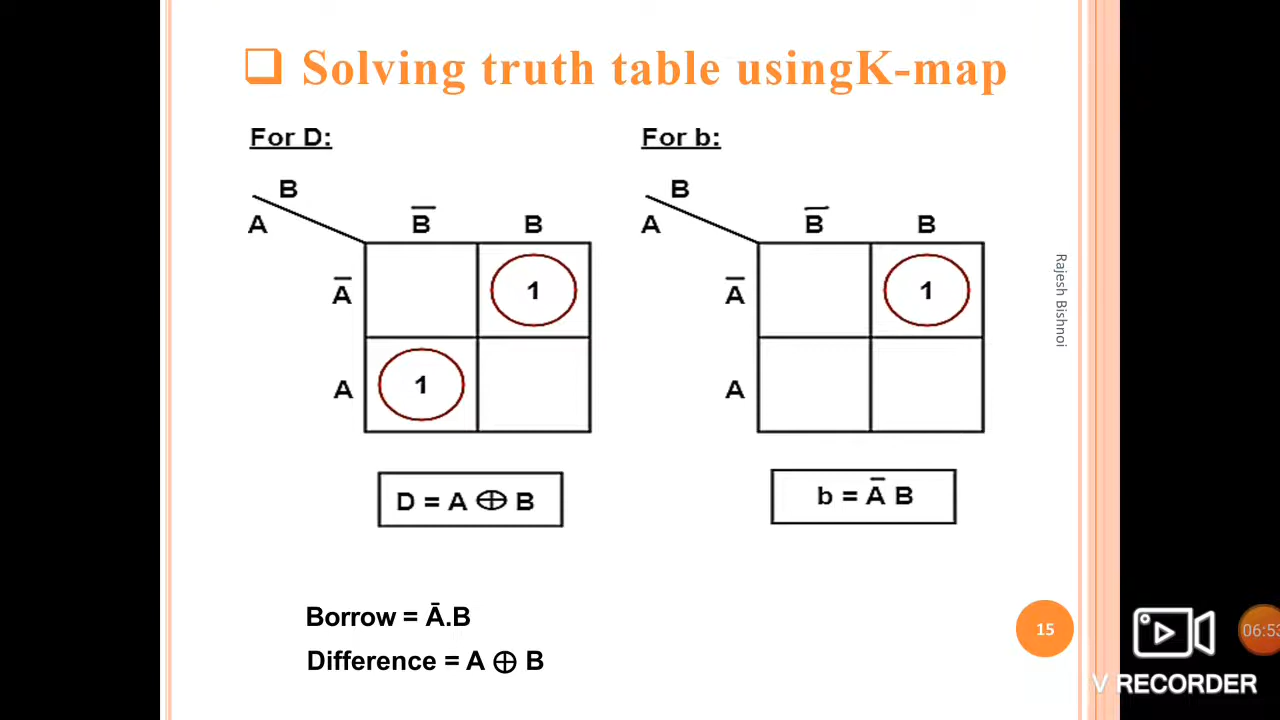 ❑ Solving truth table usingK-map
For D:
B
A
B̅ B
A̅ 1
A 1
D = A ⊕ B
For b:
B
A
B̅ B
A̅ 1
A
b = A̅ B
Rajesh Bishnoi
Borrow = Ā.B
Difference = A ⊕ B
15
06:53
V RECORDER